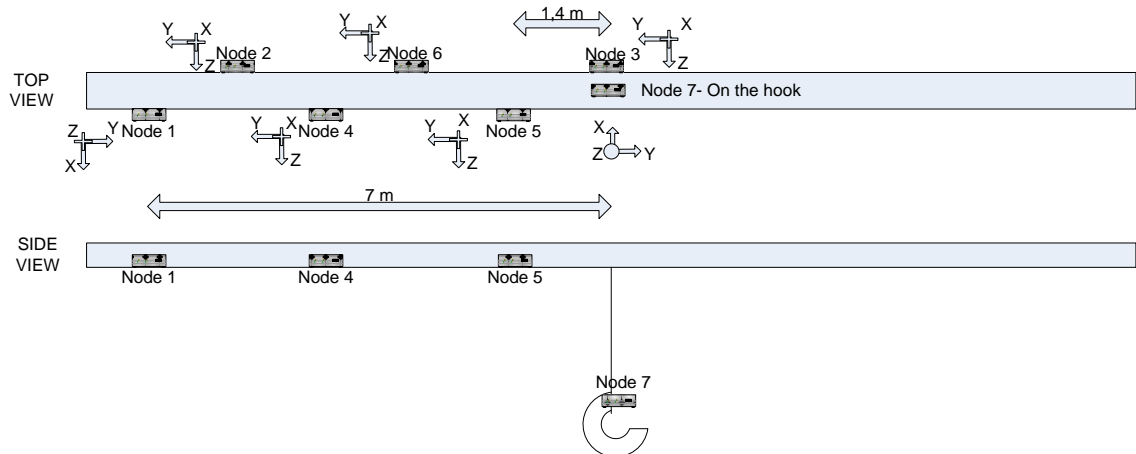 1,4 m
Y X Z
Node 2
Y X Z
Node 6
Node 3
Y X Z
TOP
VIEW
Node 7- On the hook
Node 1
Node 4
Node 5
Z Y X
Y X Z
Y X Z
X Z Y
7 m
SIDE
VIEW
Node 1
Node 4
Node 5
Node 7